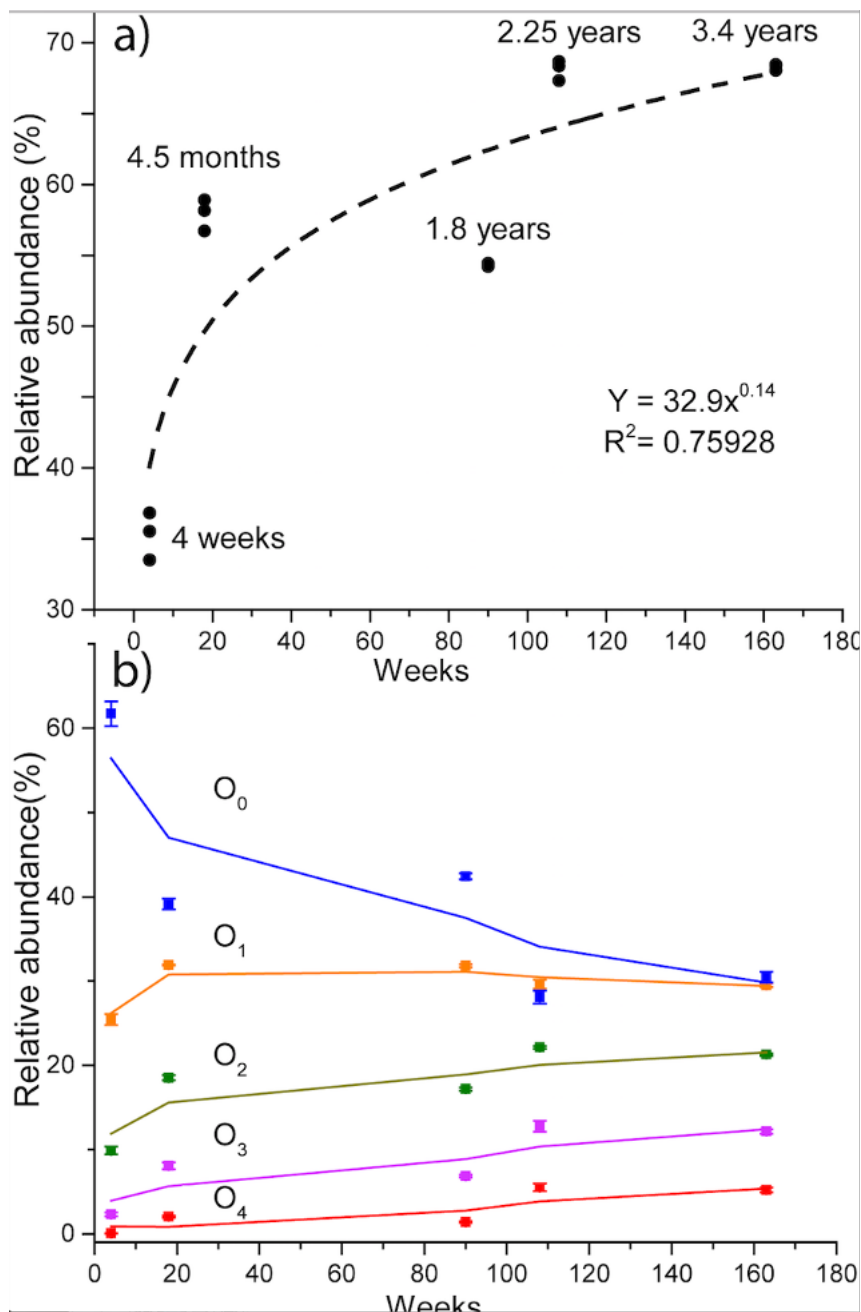 a)
2.25 years
3.4 years
4.5 months
1.8 years
4 weeks
Y = 32.9x^0.14
R²= 0.75928
Relative abundance (%)
70
60
50
40
30
0 20 40 60 80 100 120 140 160 180
Weeks
b)
O₀
O₁
O₂
O₃
O₄
Relative abundance(%)
60
40
20
0
0 20 40 60 80 100 120 140 160 180
Weeks